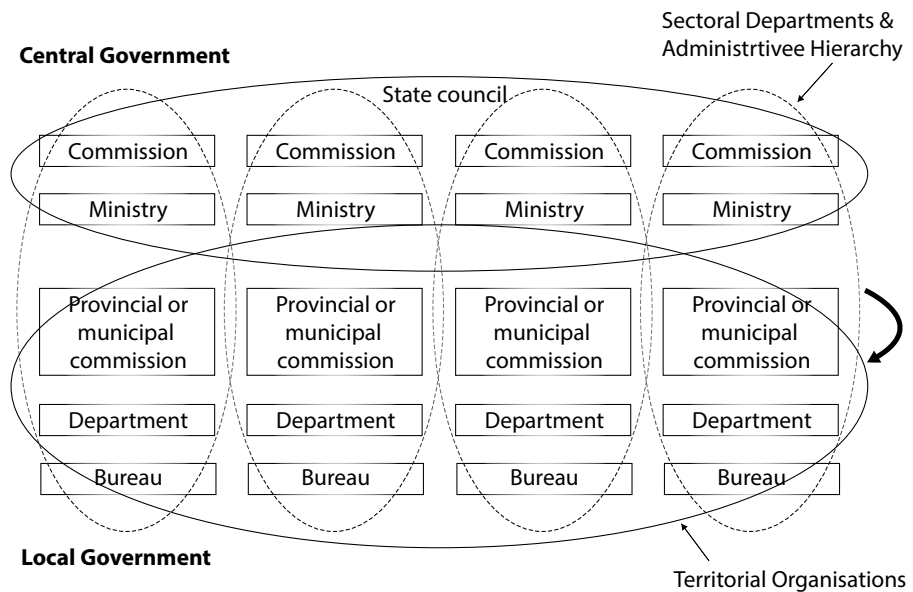 Sectoral Departments &
Administrtivee Hierarchy
Central Government
State council
Commission Commission Commission Commission
Ministry Ministry Ministry Ministry
Provincial or Provincial or Provincial or Provincial or
municipal municipal municipal municipal
commission commission commission commission
Department Department Department Department
Bureau Bureau Bureau Bureau
Local Government
Territorial Organisations